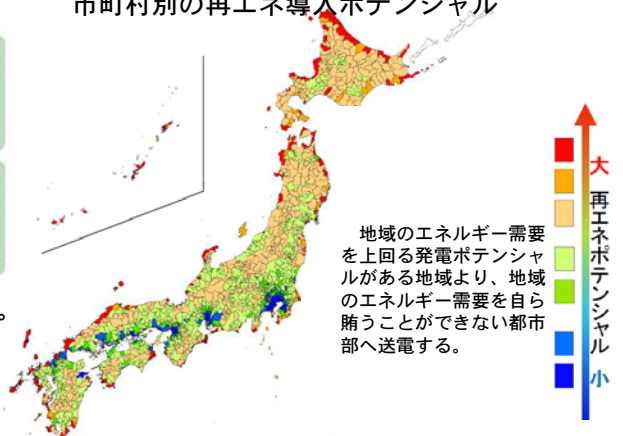 市町村別の再エネ導入ポテンシャル
地域のエネルギー需要
を上回る発電ポテンシャ
ルがある地域より、地域
のエネルギー需要を自ら
賄うことができない都市
部へ送電する。
大
再エネポテンシャル
小
。